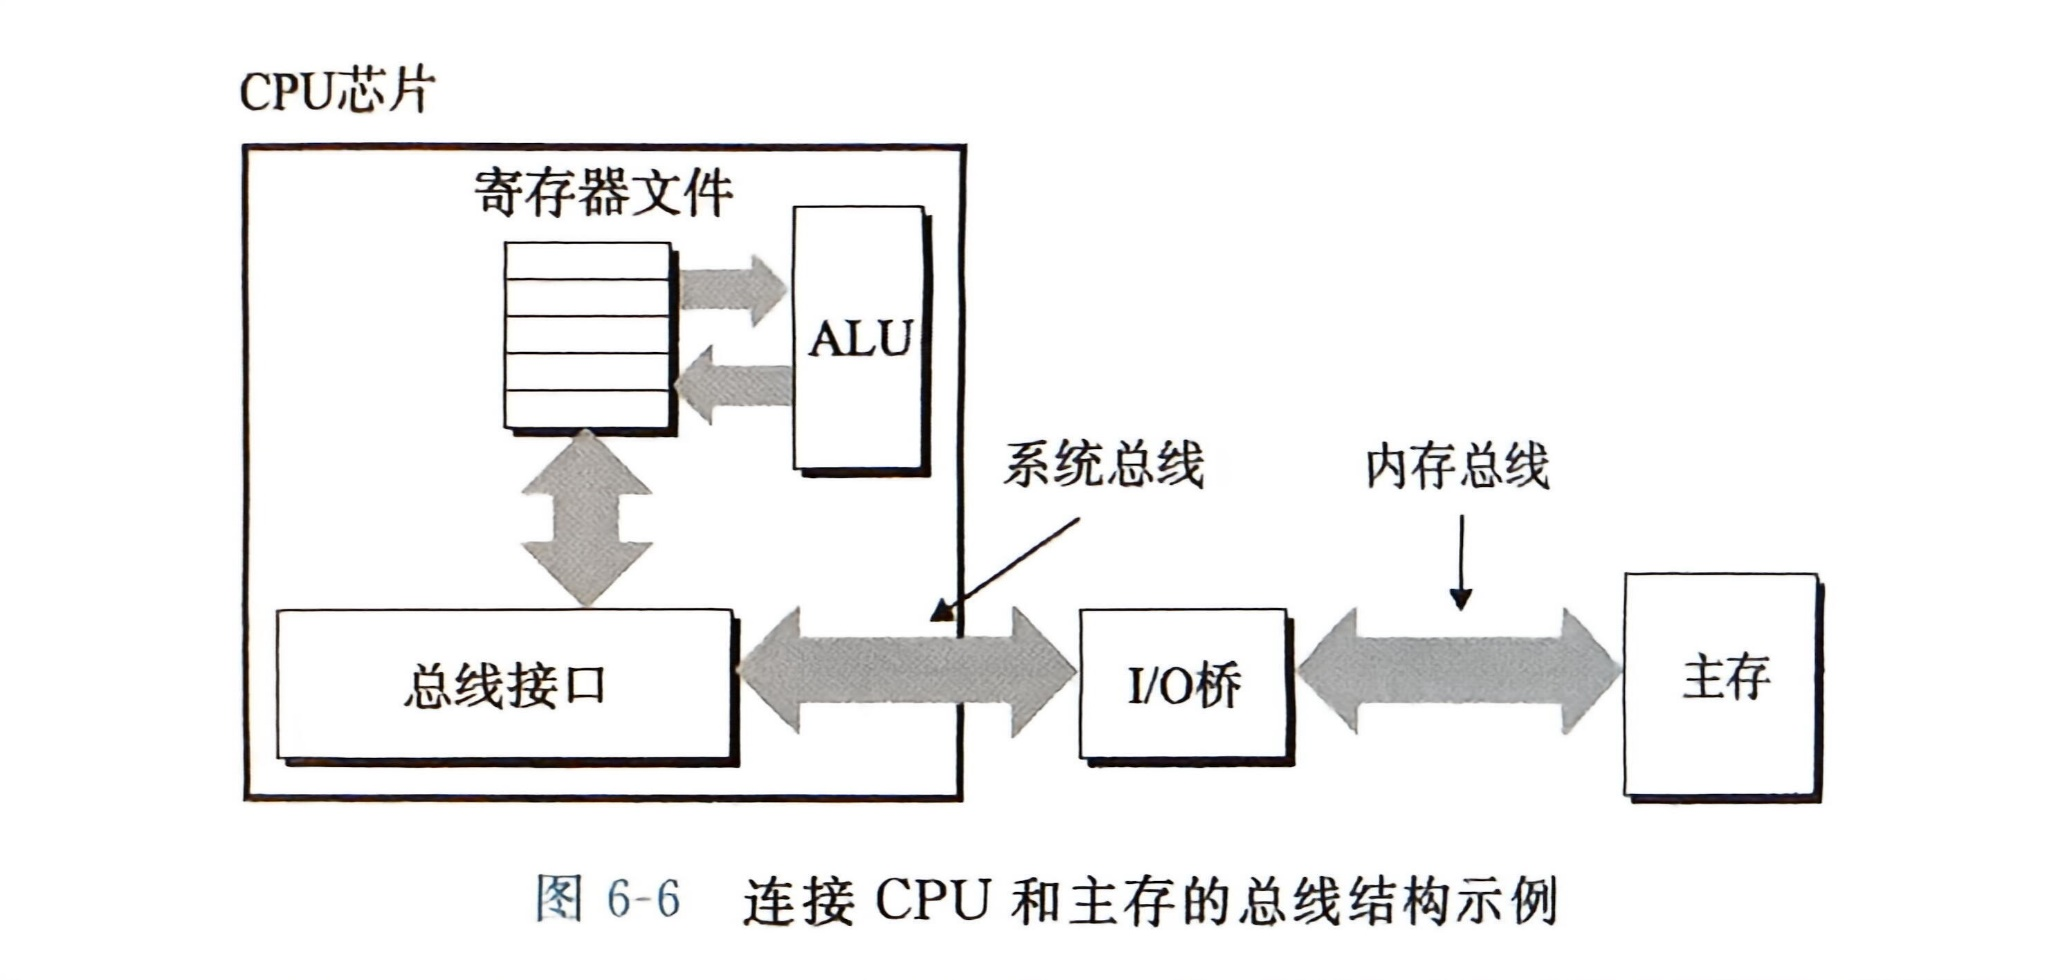 CPU芯片
寄存器文件
ALU
系统总线
内存总线
总线接口
I/O桥
主存
图 6-6 连接 CPU 和主存的总线结构示例